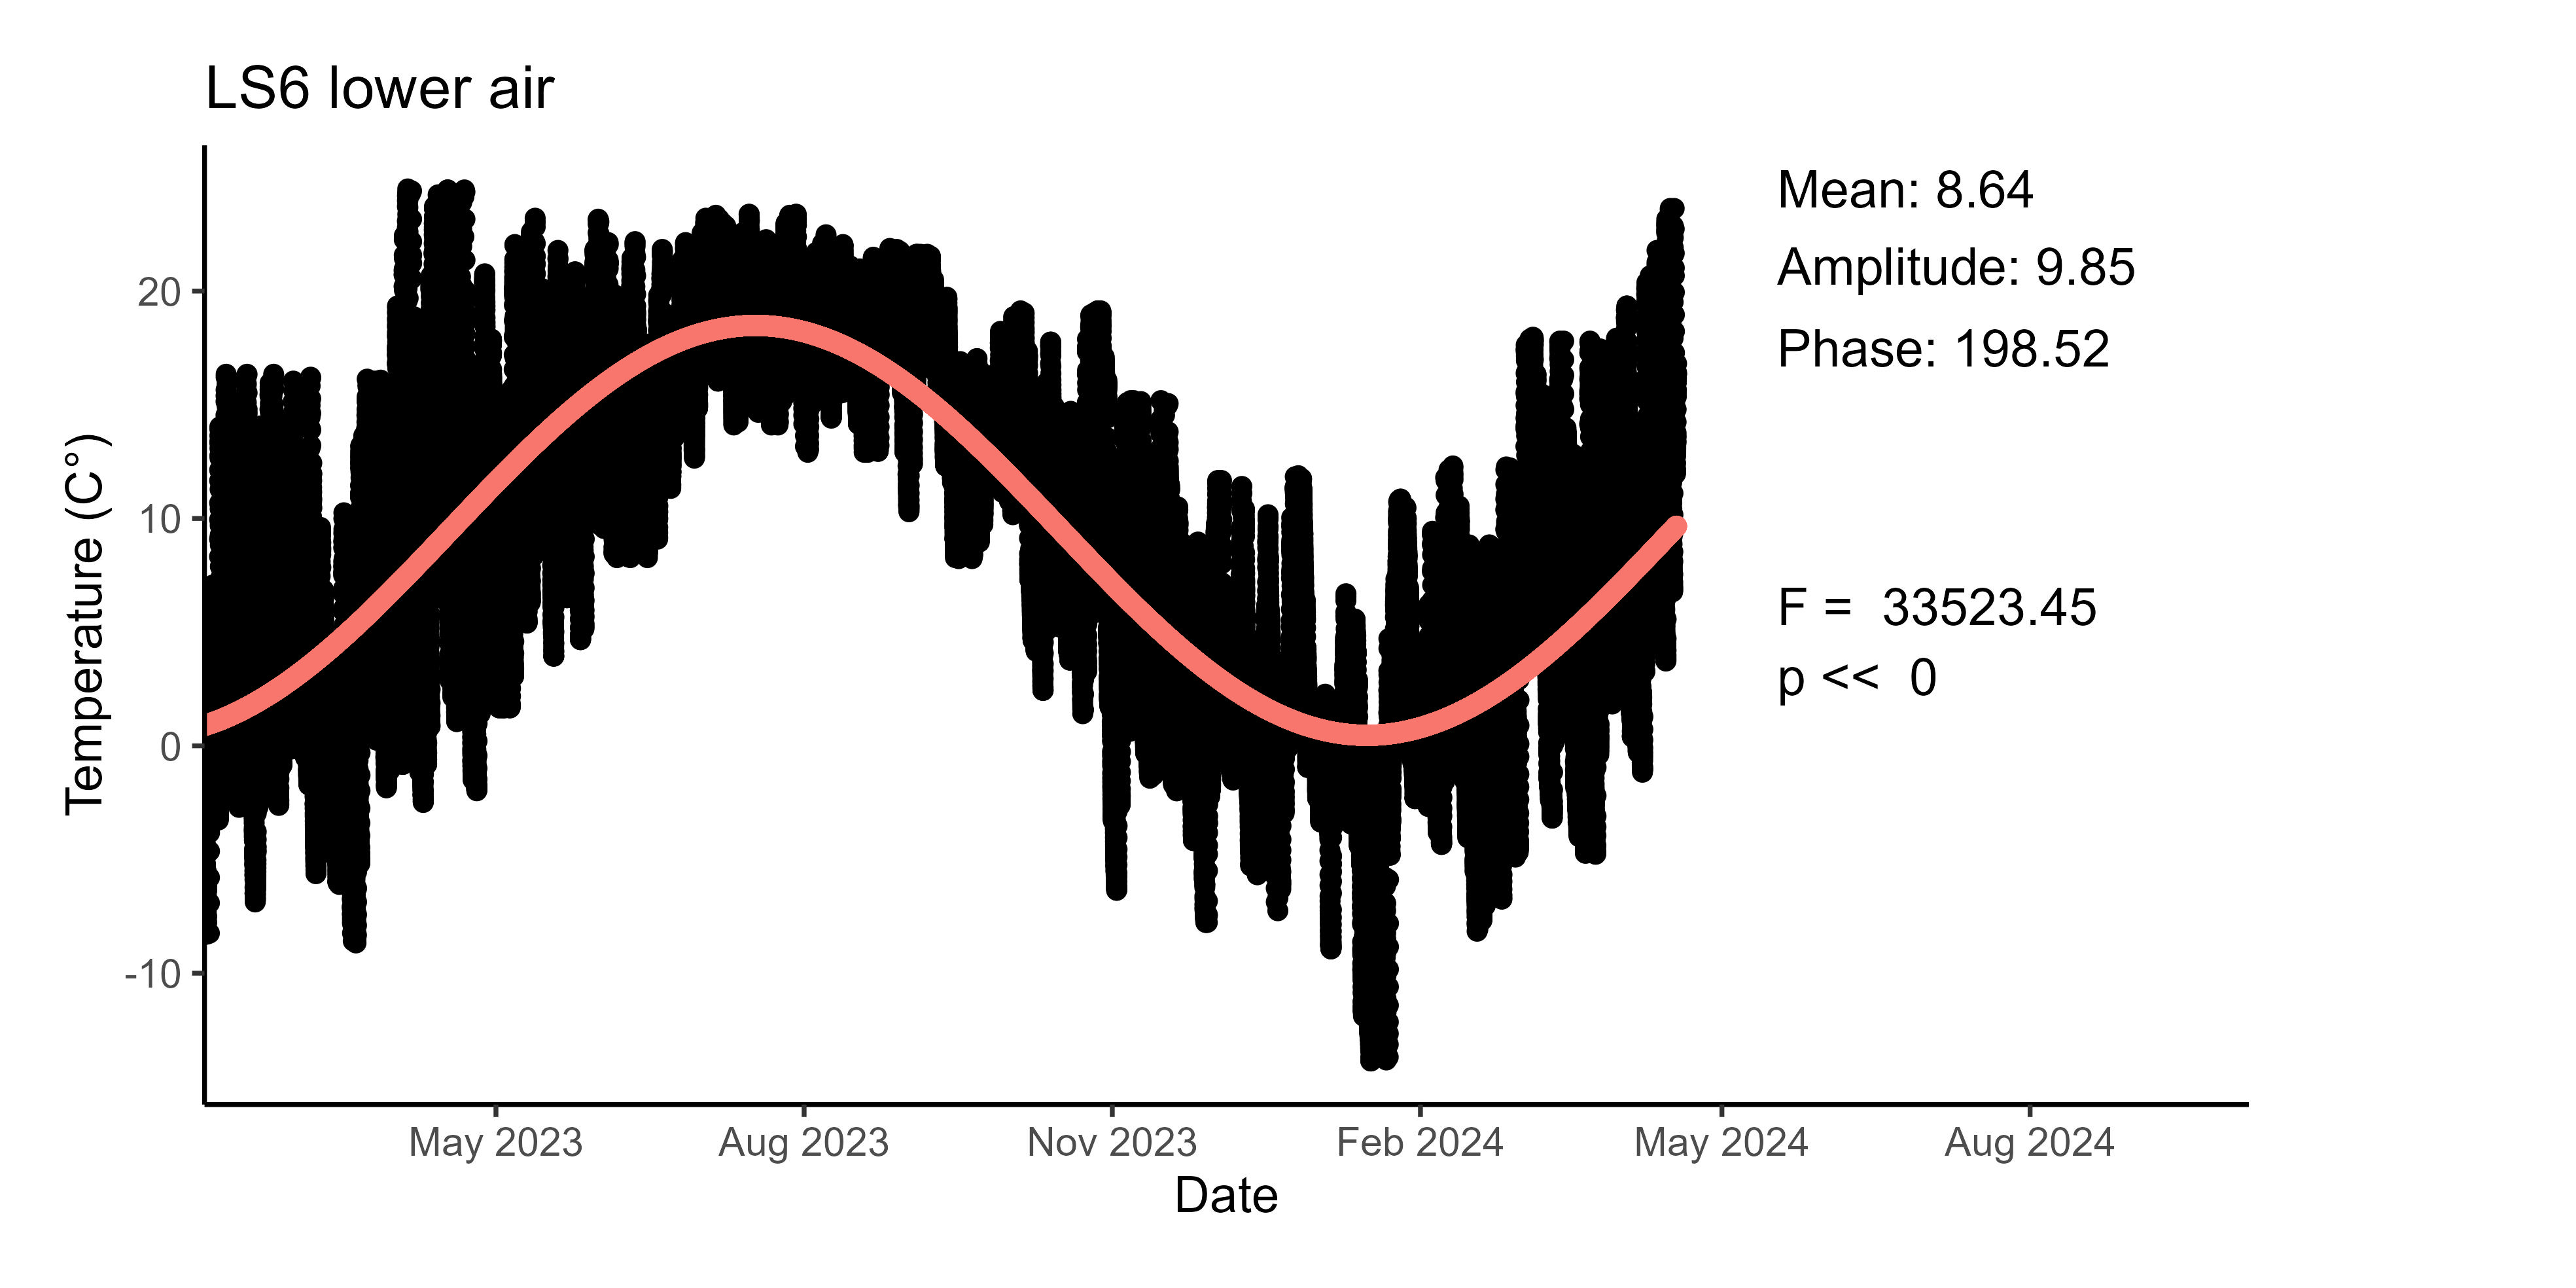 LS6 lower air
Mean: 8.64
Amplitude: 9.85
Phase: 198.52
F =  33523.45
p <<  0
Temperature (C°)
20
10
0
-10
May 2023
Aug 2023
Nov 2023
Feb 2024
May 2024
Aug 2024
Date